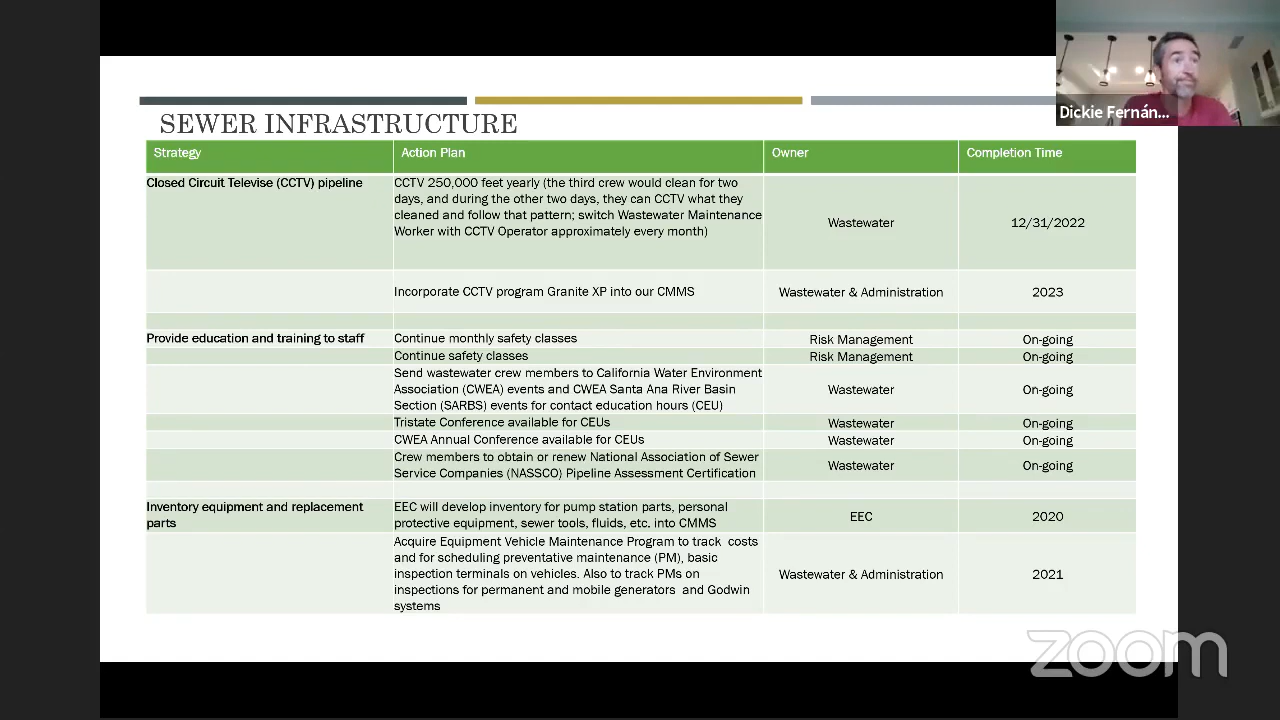 Dickie Fernán...
SEWER INFRASTRUCTURE
Strategy
Action Plan
Owner
Completion Time
Closed Circuit Televise (CCTV) pipeline
CCTV 250,000 feet yearly (the third crew would clean for two
days, and during the other two days, they can CCTV what they
cleaned and follow that pattern; switch Wastewater Maintenance
Worker with CCTV Operator approximately every month)
Wastewater
12/31/2022
Incorporate CCTV program Granite XP into our CMMS
Wastewater & Administration
2023
Provide education and training to staff
Continue monthly safety classes
Risk Management
On-going
Continue safety classes
Risk Management
On-going
Send wastewater crew members to California Water Environment
Association (CWEA) events and CWEA Santa Ana River Basin
Section (SARBS) events for contact education hours (CEU)
Wastewater
On-going
Tristate Conference available for CEUs
Wastewater
On-going
CWEA Annual Conference available for CEUs
Wastewater
On-going
Crew members to obtain or renew National Association of Sewer
Service Companies (NASSCO) Pipeline Assessment Certification
Wastewater
On-going
Inventory equipment and replacement
parts
EEC will develop inventory for pump station parts, personal
protective equipment, sewer tools, fluids, etc. into CMMS
EEC
2020
Acquire Equipment Vehicle Maintenance Program to track costs
and for scheduling preventative maintenance (PM), basic
inspection terminals on vehicles. Also to track PMs on
inspections for permanent and mobile generators and Godwin
systems
Wastewater & Administration
2021
zoom